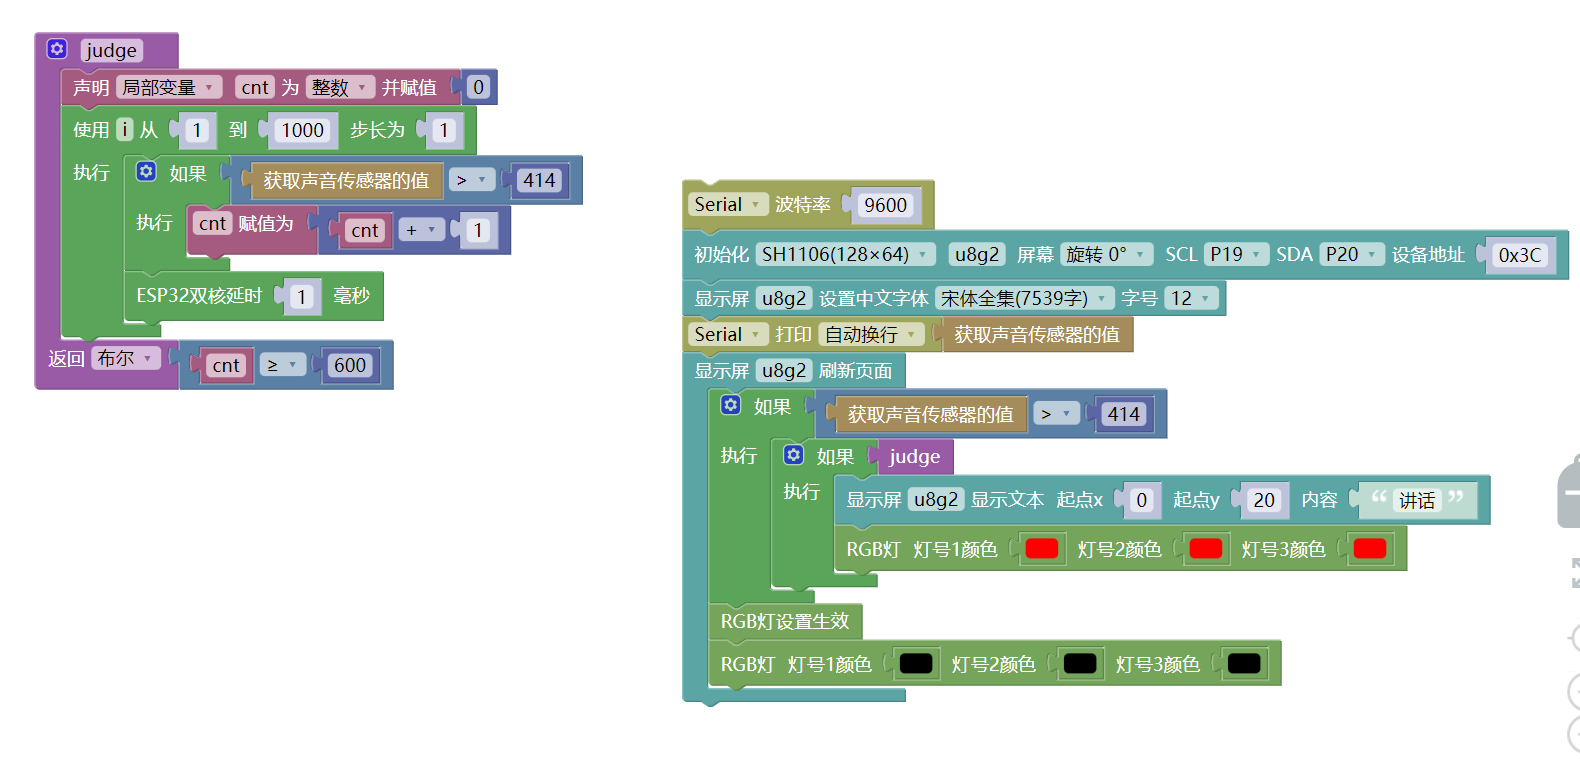 judge
声明 局部变量 cnt 为 整数 并赋值 0
使用 i 从 1 到 1000 步长为 1
执行 如果 获取声音传感器的值 > 414
执行 cnt 赋值为 cnt + 1
ESP32双核延时 1 毫秒
返回 布尔 cnt ≥ 600
Serial 波特率 9600
初始化 SH1106(128×64) u8g2 屏幕 旋转 0° SCL P19 SDA P20 设备地址 0x3C
显示屏 u8g2 设置中文字体 宋体全集(7539字) 字号 12
Serial 打印 自动换行 获取声音传感器的值
显示屏 u8g2 刷新页面
如果 获取声音传感器的值 > 414
执行 如果 judge
执行 显示屏 u8g2 显示文本 起点x 0 起点y 20 内容 “ 讲话 ”
RGB灯 灯号1颜色 灯号2颜色 灯号3颜色
RGB灯设置生效
RGB灯 灯号1颜色 灯号2颜色 灯号3颜色